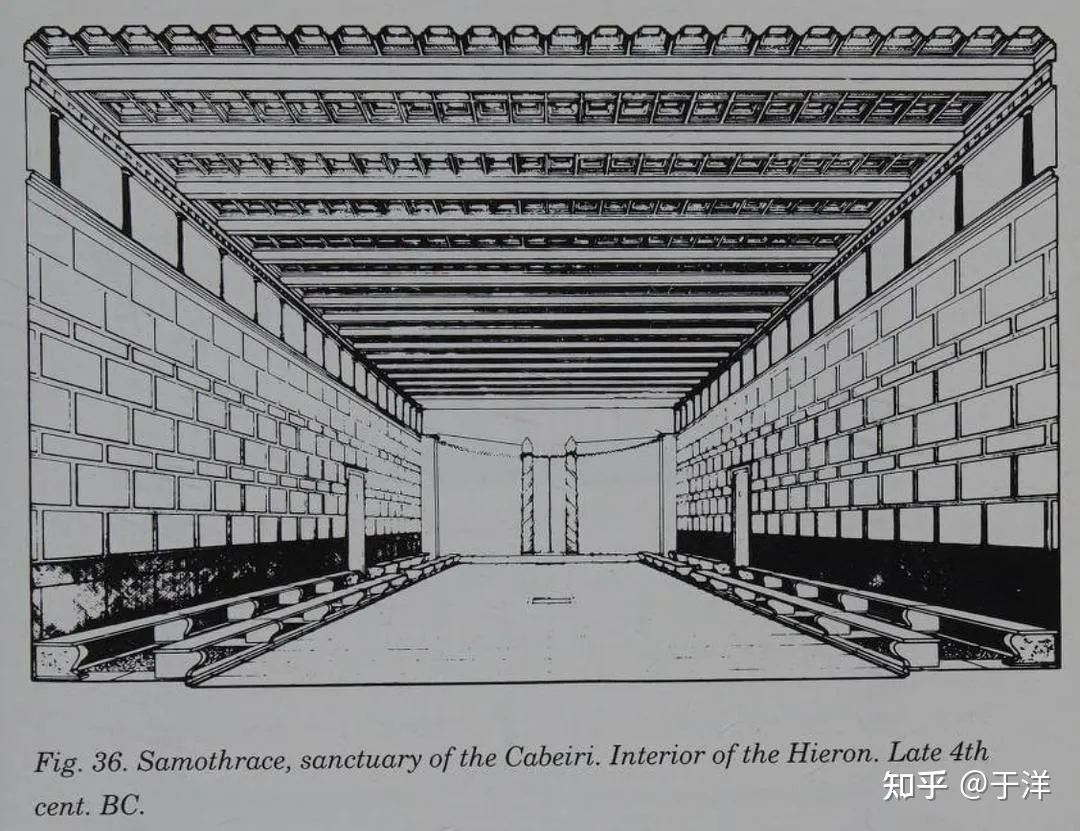 Fig. 36. Samothrace, sanctuary of the Cabeiri. Interior of the Hieron. Late 4th
cent. BC.
知乎 @于洋